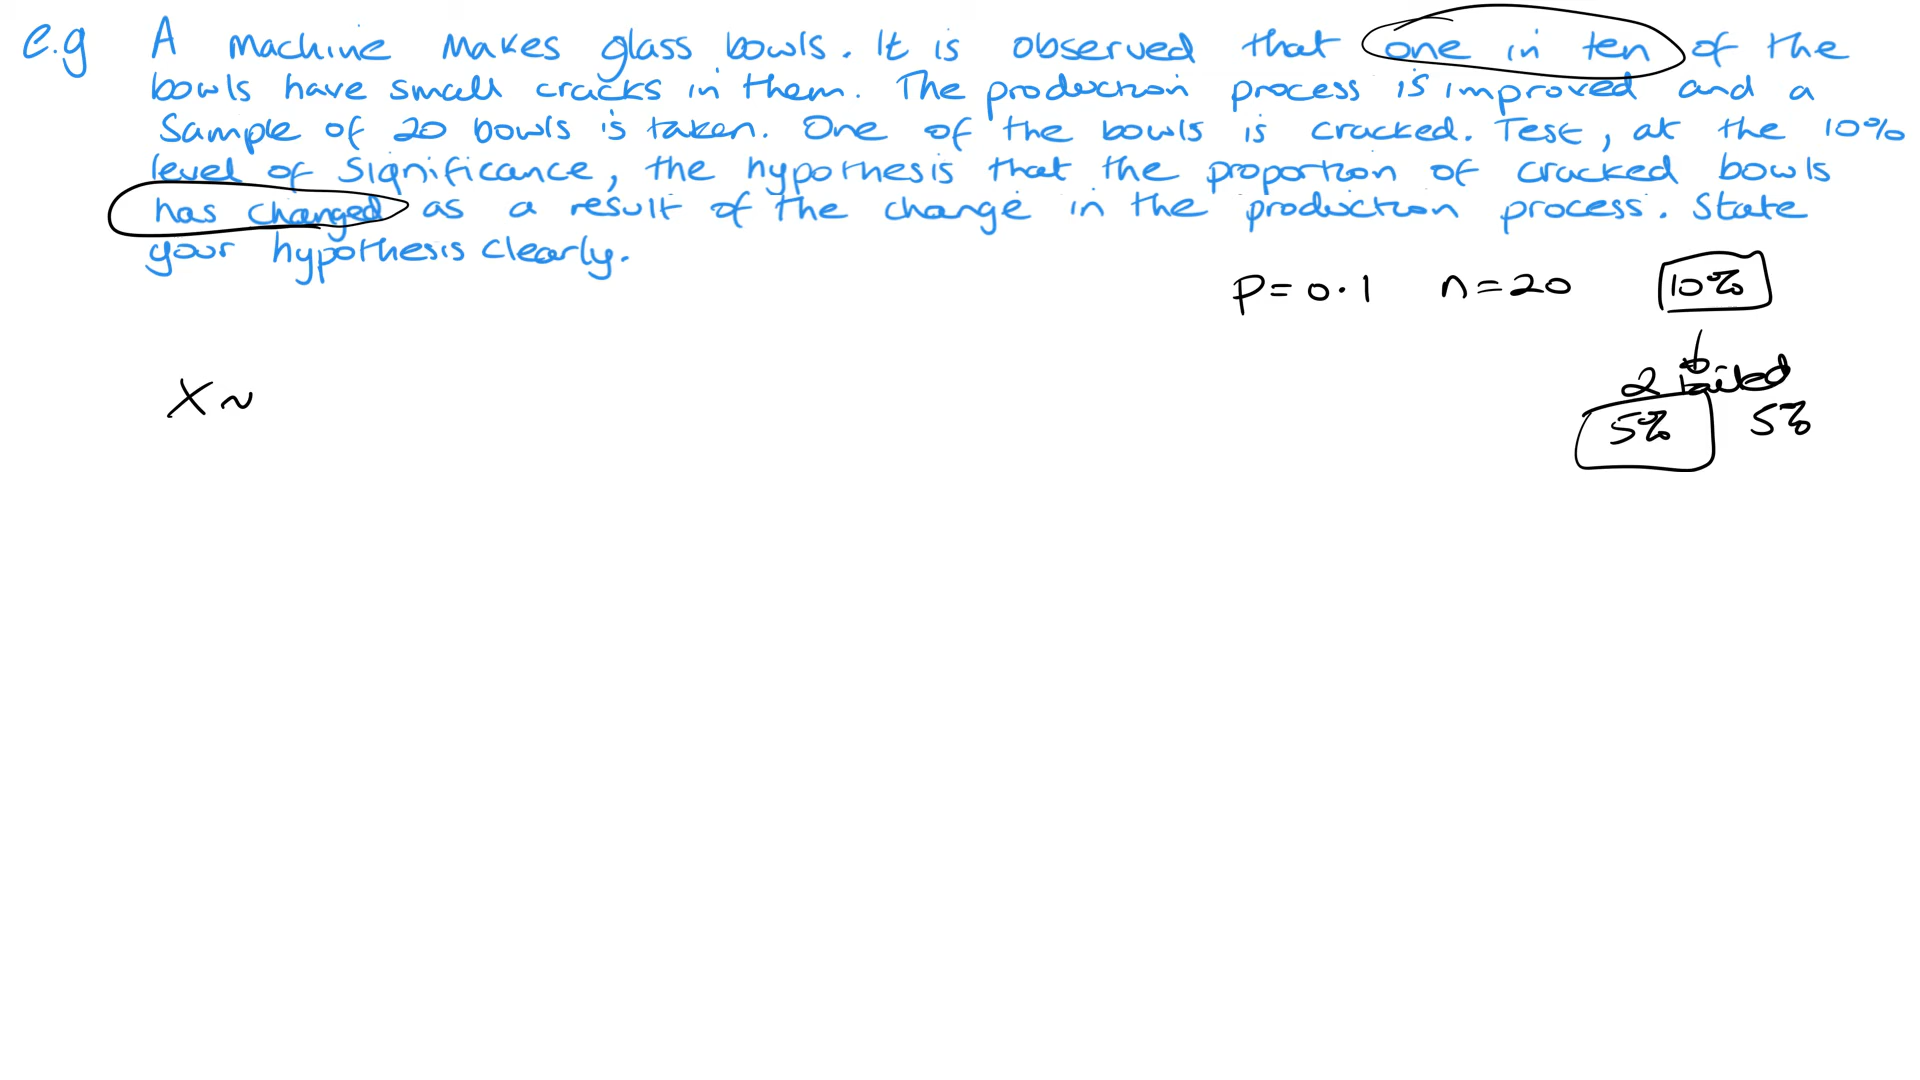 e.g A machine makes glass bowls. It is observed that one in ten of the
bowls have small cracks in them. The production process is improved and a
Sample of 20 bowls is taken. One of the bowls is cracked. Test, at the 10%
level of significance, the hypothesis that the proportion of cracked bowls
has changed as a result of the change in the production process. State
your hypothesis clearly.
P = 0.1 n = 20 10%
2 tailed
X ~
5% 5%